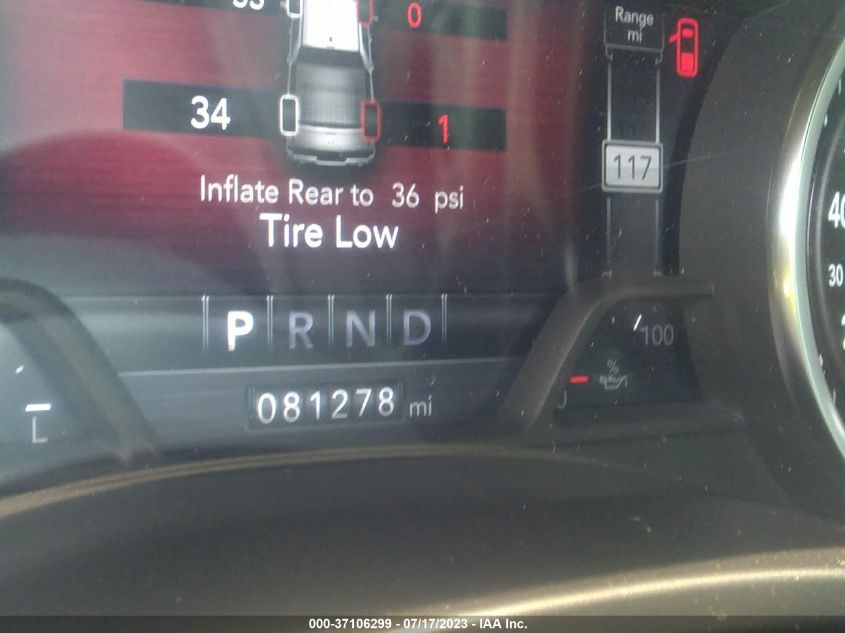 0
Range
mi
34
1
117
Inflate Rear to 36 psi
Tire Low
40
30
P R N D
100
%
081278 mi
L
000-37106299 - 07/17/2023 - IAA Inc.